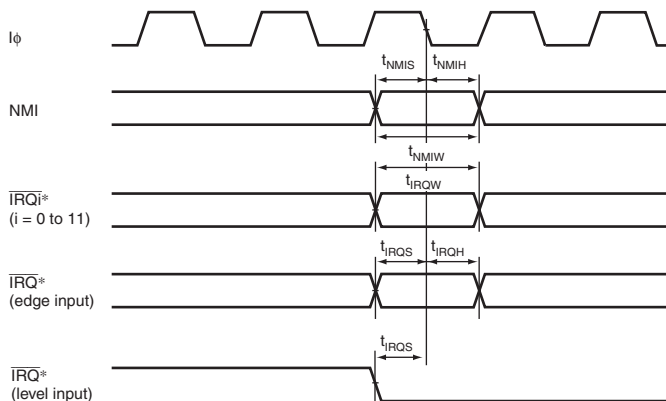 Iϕ
tNMIS tNMIH
NMI
tNMIW
IRQi*
(i = 0 to 11)
tIRQW
tIRQS tIRQH
IRQ*
(edge input)
tIRQS
IRQ*
(level input)